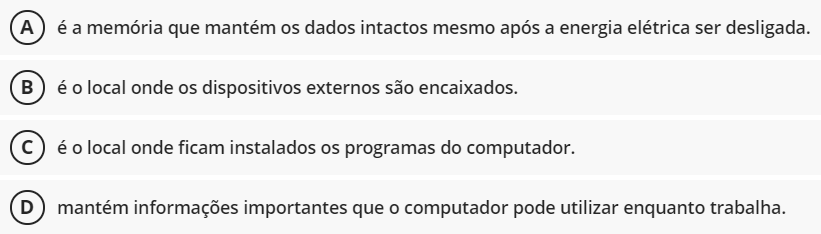 A é a memória que mantém os dados intactos mesmo após a energia elétrica ser desligada.
B é o local onde os dispositivos externos são encaixados.
C é o local onde ficam instalados os programas do computador.
D mantém informações importantes que o computador pode utilizar enquanto trabalha.